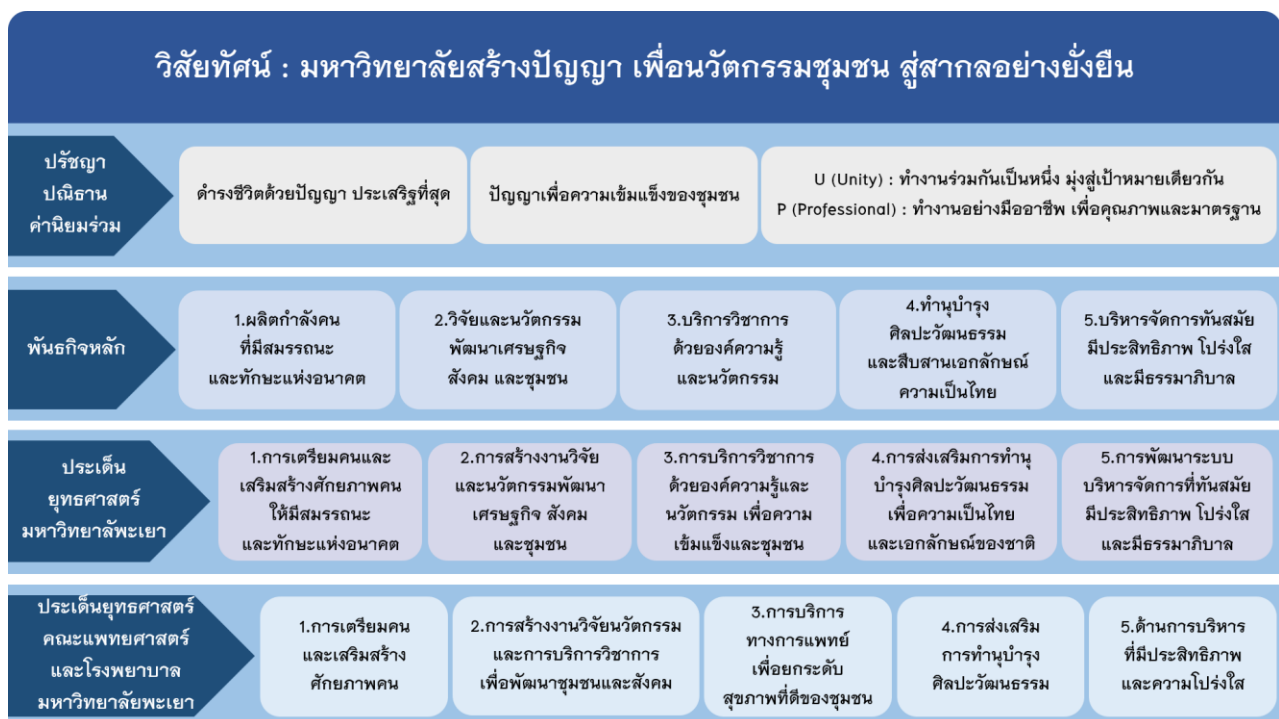 วิสัยทัศน์ : มหาวิทยาลัยสร้างปัญญา เพื่อนวัตกรรมชุมชน สู่สากลอย่างยั่งยืน
ปรัชญา
ปณิธาน
ค่านิยมร่วม
ดำรงชีวิตด้วยปัญญา ประเสริฐที่สุด
ปัญญาเพื่อความเข้มแข็งของชุมชน
U (Unity) : ทำงานร่วมกันเป็นหนึ่ง มุ่งสู่เป้าหมายเดียวกัน
P (Professional) : ทำงานอย่างมืออาชีพ เพื่อคุณภาพและมาตรฐาน
พันธกิจหลัก
1.ผลิตกำลังคน
ที่มีสมรรถนะ
และทักษะแห่งอนาคต
2.วิจัยและนวัตกรรม
พัฒนาเศรษฐกิจ
สังคม และชุมชน
3.บริการวิชาการ
ด้วยองค์ความรู้
และนวัตกรรม
4.ทำนุบำรุง
ศิลปะวัฒนธรรม
และสืบสานเอกลักษณ์
ความเป็นไทย
5.บริหารจัดการทันสมัย
มีประสิทธิภาพ โปร่งใส
และมีธรรมาภิบาล
ประเด็น
ยุทธศาสตร์
มหาวิทยาลัพะเยา
1.การเตรียมคนและ
เสริมสร้างศักยภาพคน
ให้มีสมรรถนะ
และทักษะแห่งอนาคต
2.การสร้างงานวิจัย
และนวัตกรรมพัฒนา
เศรษฐกิจ สังคม
และชุมชน
3.การบริการวิชาการ
ด้วยองค์ความรู้และ
นวัตกรรม เพื่อความ
เข้มแข็งและชุมชน
4.การส่งเสริมการทำนุ
บำรุงศิลปะวัฒนธรรม
เพื่อความเป็นไทย
และเอกลักษณ์ของชาติ
5.การพัฒนาระบบ
บริหารจัดการที่ทันสมัย
มีประสิทธิภาพ โปร่งใส
และมีธรรมาภิบาล
ประเด็นยุทธศาสตร์
คณะแพทยศาสตร์
และโรงพยาบาล
มหาวิทยาลัยพะเยา
1.การเตรียมคน
และเสริมสร้าง
ศักยภาพคน
2.การสร้างงานวิจัยนวัตกรรม
และการบริการวิชาการ
เพื่อพัฒนาชุมชนและสังคม
3.การบริการ
ทางการแพทย์
เพื่อยกระดับ
สุขภาพที่ดีของชุมชน
4.การส่งเสริม
การทำนุบำรุง
ศิลปะวัฒนธรรม
5.ด้านการบริหาร
ที่มีประสิทธิภาพ
และความโปร่งใส